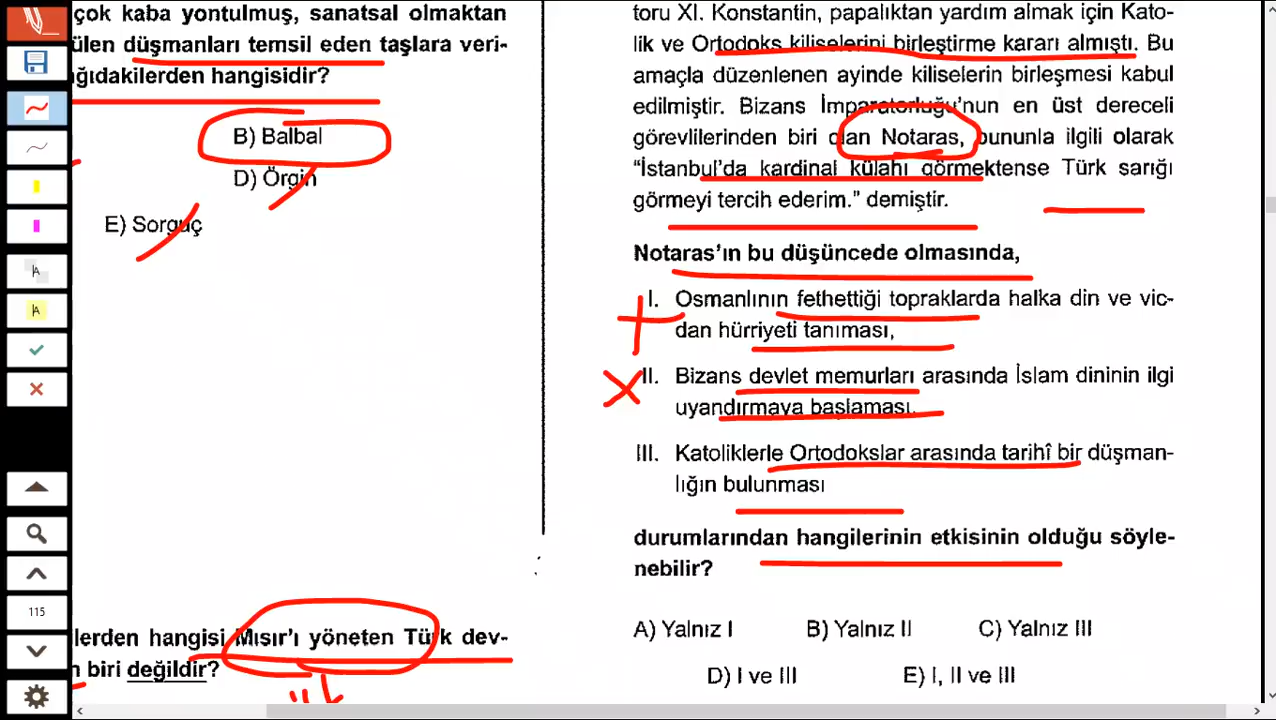 çok kaba yontulmuş, sanatsal olmaktan
ülen düşmanları temsil eden taşlara veri-
ğıdakilerden hangisidir?
B) Balbal
D) Örgin
E) Sorguç
lerden hangisi Mısır'ı yöneten Türk dev-
n biri değildir?
toru XI. Konstantin, papalıktan yardım almak için Kato-
lik ve Ortodoks kiliselerini birleştirme kararı almıştı. Bu
amaçla düzenlenen ayinde kiliselerin birleşmesi kabul
edilmiştir. Bizans İmparatorluğu'nun en üst dereceli
görevlilerinden biri olan Notaras, bununla ilgili olarak
“İstanbul'da kardinal külahı görmektense Türk sarığı
görmeyi tercih ederim.” demiştir.
Notaras'ın bu düşüncede olmasında,
I. Osmanlının fethettiği topraklarda halka din ve vic-
dan hürriyeti tanıması,
II. Bizans devlet memurları arasında İslam dininin ilgi
uyandırmaya başlaması,
III. Katoliklerle Ortodokslar arasında tarihî bir düşman-
lığın bulunması
durumlarından hangilerinin etkisinin olduğu söyle-
nebilir?
A) Yalnız I B) Yalnız II C) Yalnız III
D) I ve III E) I, II ve III
A
A
115